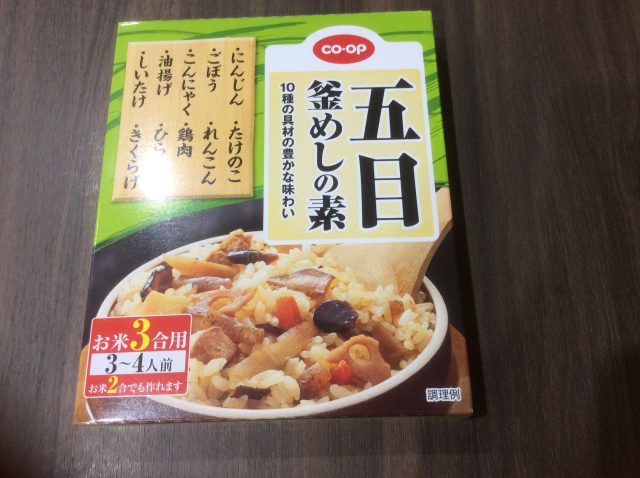 CO·OP
五目
釜めしの素
10種の具材の豊かな味わい
・にんじん
・ごぼう
・こんにゃく
・油揚げ
・しいたけ
・たけのこ
・れんこん
・鶏肉
・ひらたけ
・きくらげ
お米3合用
3~4人前
お米2合でも作れます
調理例